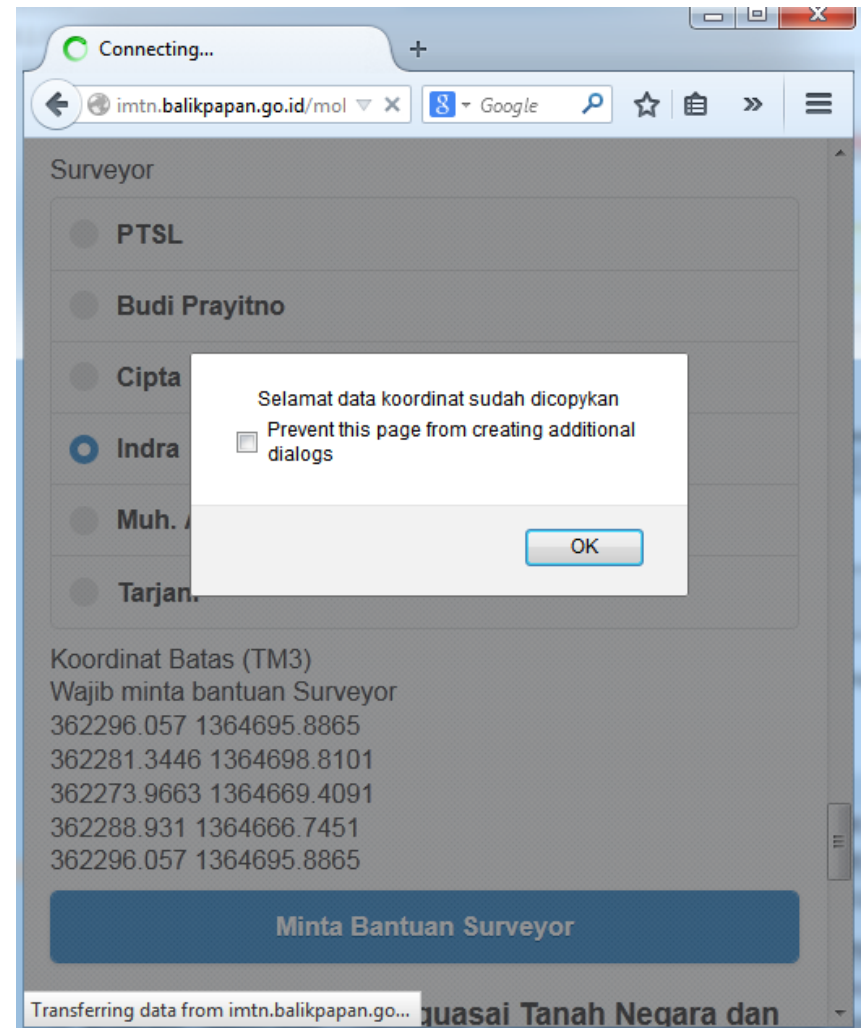 Connecting...
+
imtn.balikpapan.go.id/mol
8 Google
Surveyor
PTSL
Budi Prayitno
Cipta
Indra
Muh.
Selamat data koordinat sudah dicopykan
Prevent this page from creating additional
dialogs
OK
Koordinat Batas (TM3)
Wajib minta bantuan Surveyor
362296.057 1364695.8865
362281.3446 1364698.8101
362273.9663 1364669.4091
362288.931 1364666.7451
362296.057 1364695.8865
Minta Bantuan Surveyor
Transferring data from imtn.balikpapan.go...
Tanah Negara dan